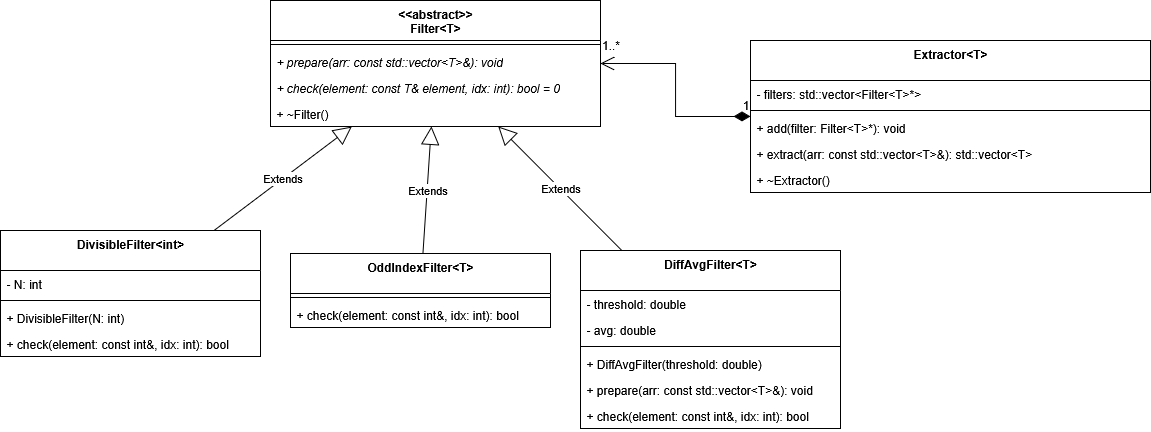 <<abstract>>
Filter<T>
+ prepare(arr: const std::vector<T>&): void
+ check(element: const T& element, idx: int): bool = 0
+ ~Filter()
1..*
1
Extractor<T>
- filters: std::vector<Filter<T>*>
+ add(filter: Filter<T>*): void
+ extract(arr: const std::vector<T>&): std::vector<T>
+ ~Extractor()
Extends
Extends
Extends
DivisibleFilter<int>
- N: int
+ DivisibleFilter(N: int)
+ check(element: const int&, idx: int): bool
OddIndexFilter<T>
+ check(element: const int&, idx: int): bool
DiffAvgFilter<T>
- threshold: double
- avg: double
+ DiffAvgFilter(threshold: double)
+ prepare(arr: const std::vector<T>&): void
+ check(element: const int&, idx: int): bool